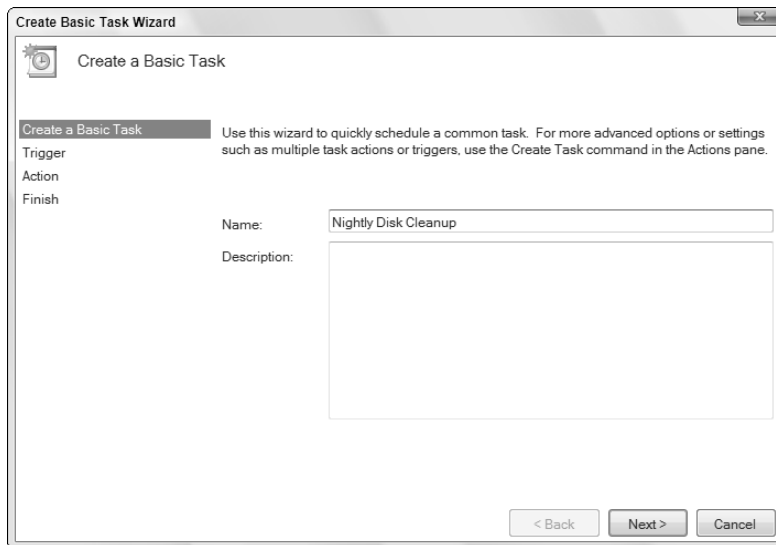 Create Basic Task Wizard
Create a Basic Task
Create a Basic Task
Trigger
Action
Finish
Use this wizard to quickly schedule a common task. For more advanced options or settings
such as multiple task actions or triggers, use the Create Task command in the Actions pane.
Name:
Nightly Disk Cleanup
Description:
< Back
Next >
Cancel